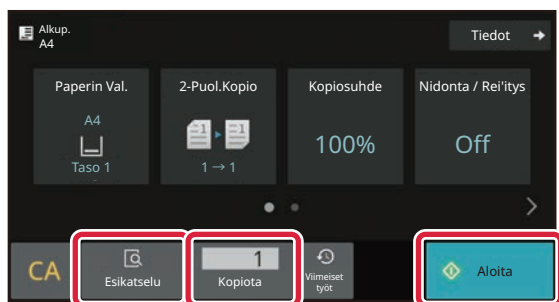 Alkup.
A4
Tiedot
Paperin Val.
A4
Taso 1
2-Puol.Kopio
1 → 1
Kopiosuhde
100%
Nidonta / Rei'itys
Off
CA
Esikatselu
1
Kopiota
Viimeiset
työt
Aloita